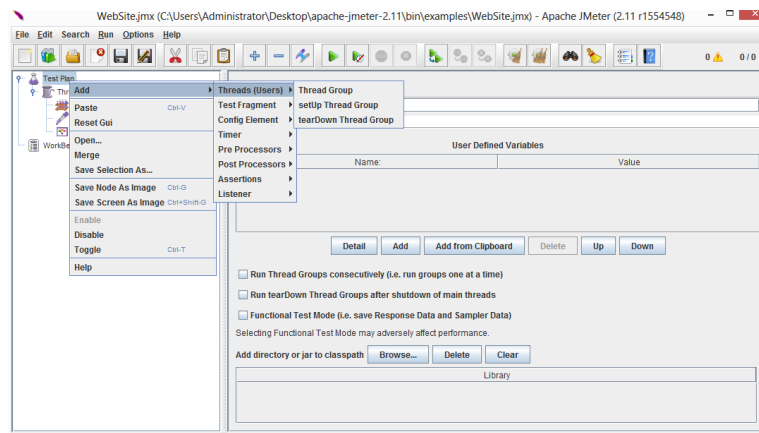 WebSite.jmx (C:\Users\Administrator\Desktop\apache-jmeter-2.11\bin\examples\WebSite.jmx) - Apache JMeter (2.11 r1554548)
File Edit Search Run Options Help
0 0 / 0
Test Plan
Add
Paste Ctrl-V
Reset Gui
Open...
Merge
Save Selection As...
Save Node As Image Ctrl-G
Save Screen As Image Ctrl+Shift-G
Enable
Disable
Toggle Ctrl-T
Help
Threads (Users)
Test Fragment
Config Element
Timer
Pre Processors
Post Processors
Assertions
Listener
Thread Group
setUp Thread Group
tearDown Thread Group
User Defined Variables
Name: Value
Detail Add Add from Clipboard Delete Up Down
Run Thread Groups consecutively (i.e. run groups one at a time)
Run tearDown Thread Groups after shutdown of main threads
Functional Test Mode (i.e. save Response Data and Sampler Data)
Selecting Functional Test Mode may adversely affect performance.
Add directory or jar to classpath Browse... Delete Clear
Library